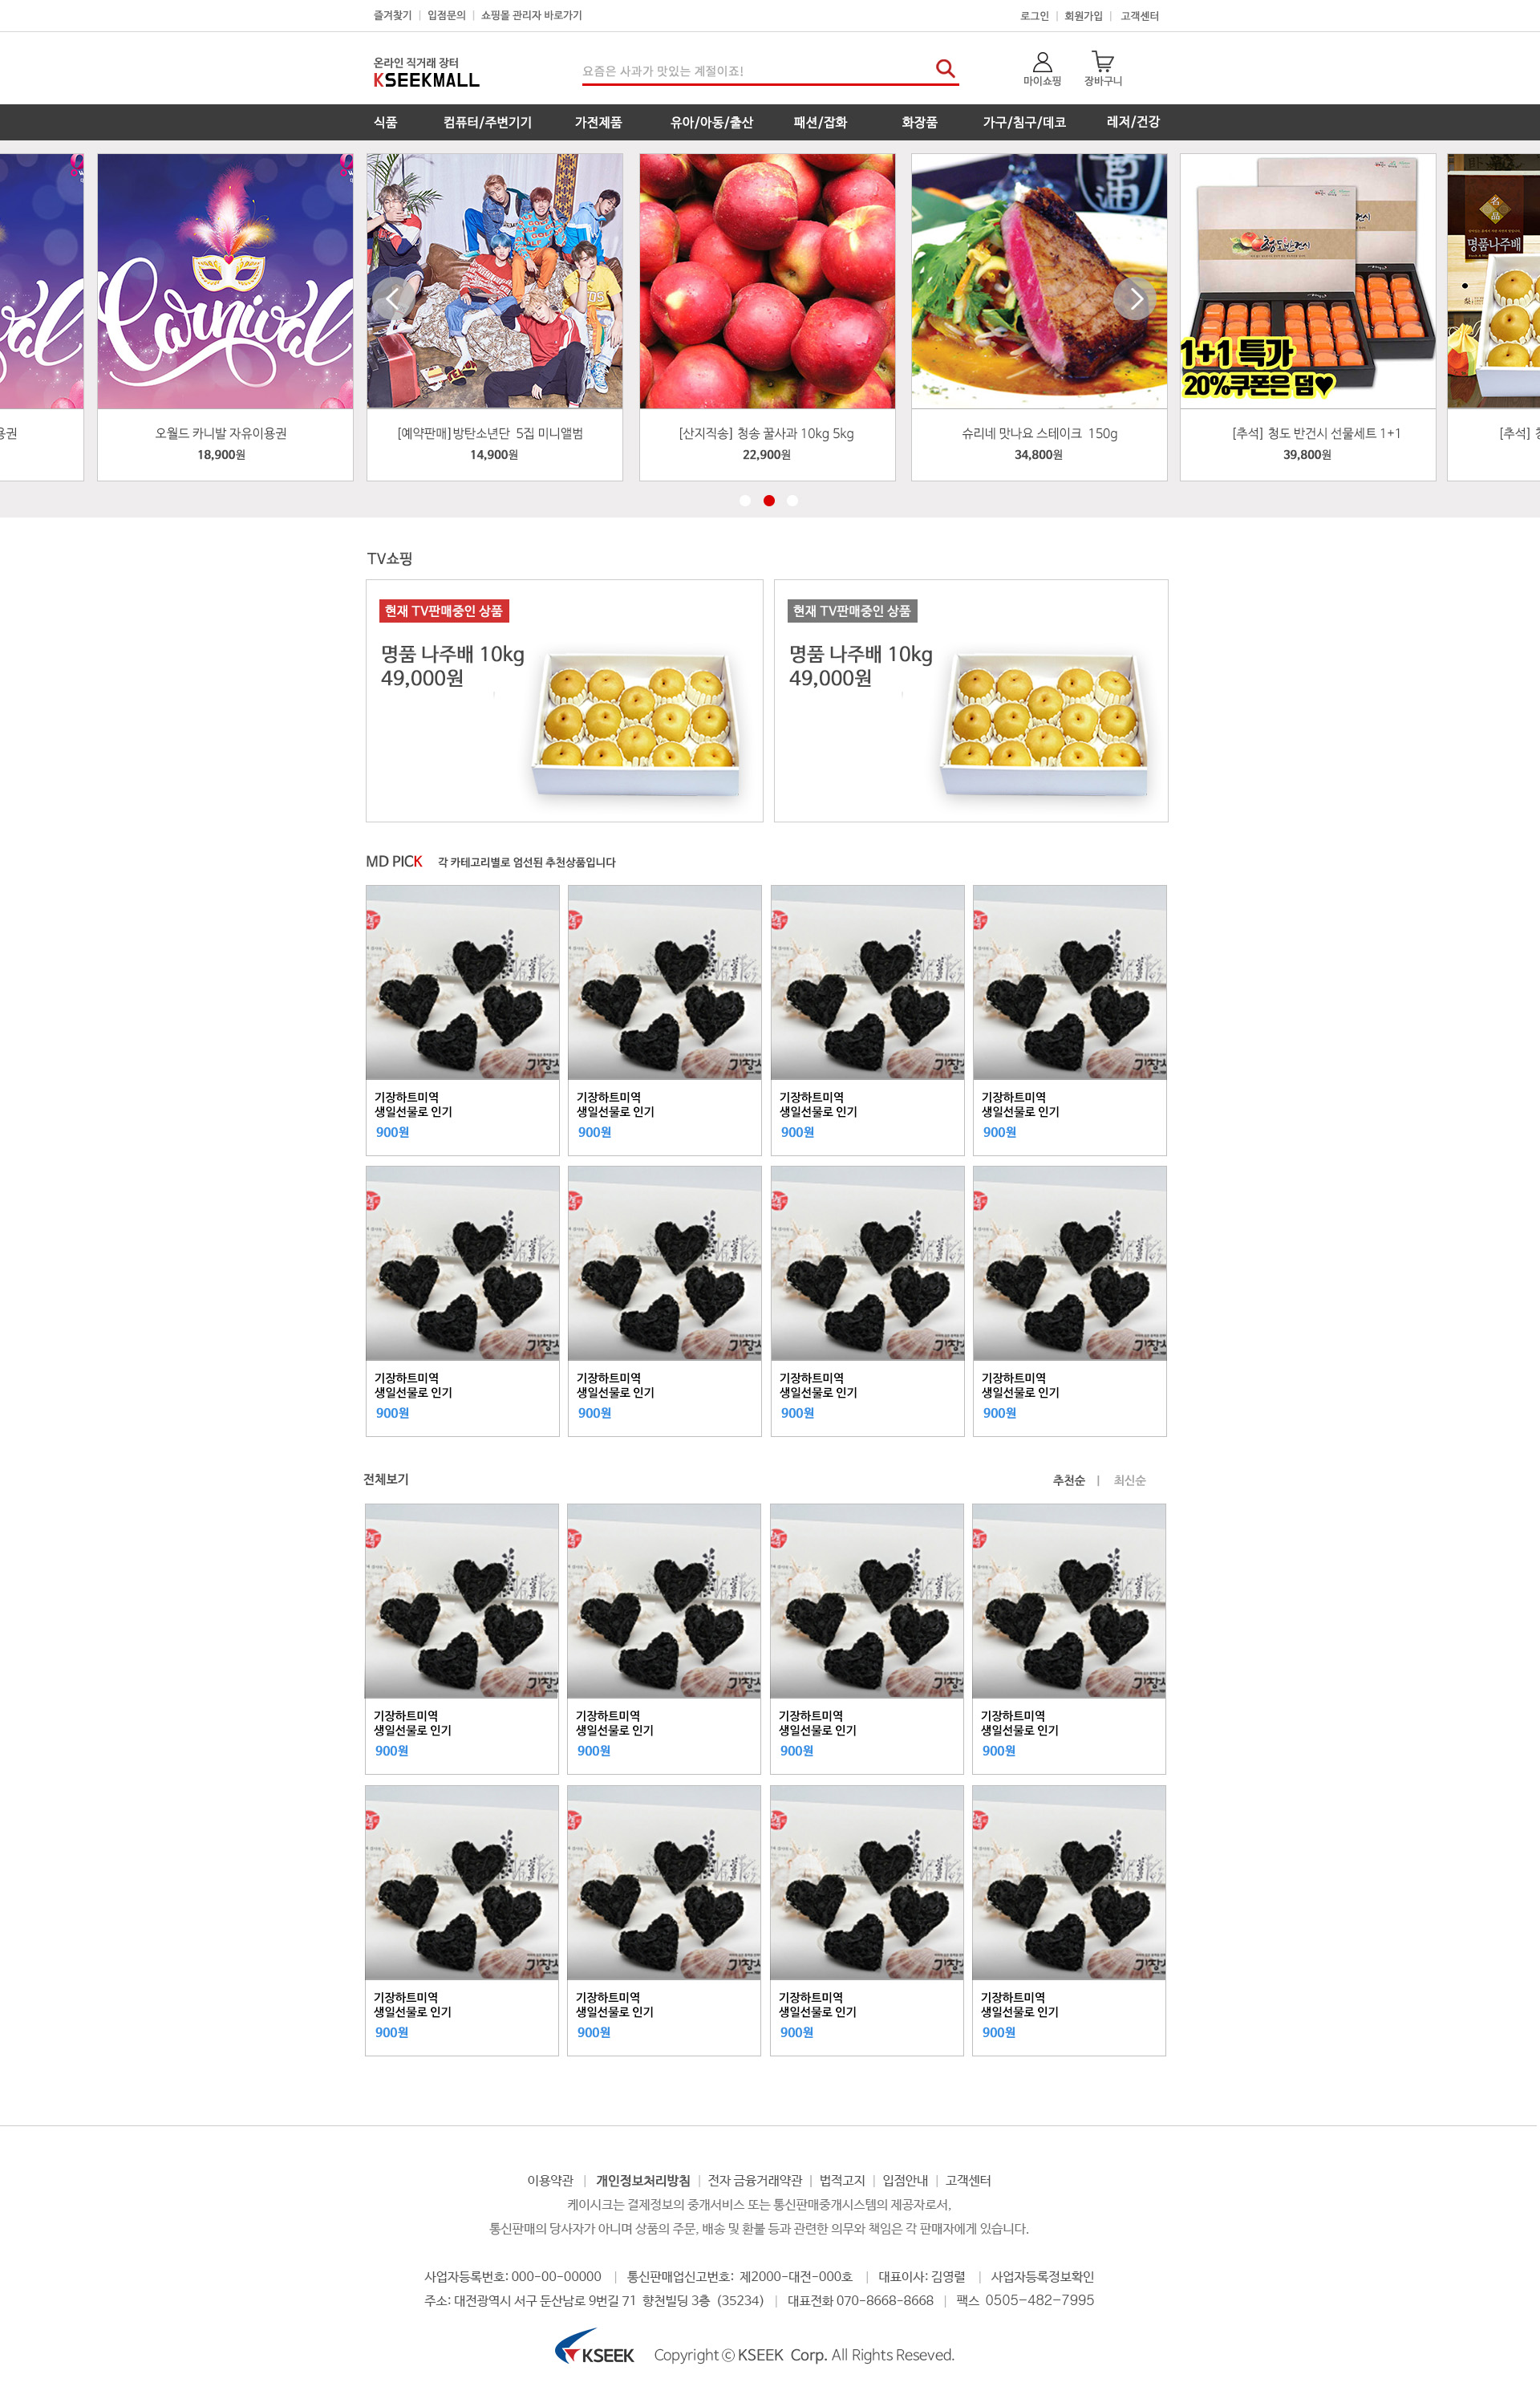 즐겨찾기 | 입점문의 | 쇼핑몰 관리자 바로가기
로그인 | 회원가입 | 고객센터
온라인 직거래 장터
KSEEKMALL
요즘은 사과가 맛있는 계절이죠!
마이쇼핑 장바구니
식품 컴퓨터/주변기기 가전제품 유아/아동/출산 패션/잡화 화장품 가구/침구/데코 레저/건강
Carnival
1+1 특가
20%쿠폰은 덤♥
名品
명품나주배
용권
오월드 카니발 자유이용권
18,900원
[예약판매]방탄소년단 5집 미니앨범
14,900원
[산지직송] 청송 꿀사과 10kg 5kg
22,900원
슈리네 맛나요 스테이크 150g
34,800원
[추석] 청도 반건시 선물세트 1+1
39,800원
[추석]
TV쇼핑
현재 TV판매중인 상품
명품 나주배 10kg
49,000원
현재 TV판매중인 상품
명품 나주배 10kg
49,000원
MD PICK 각 카테고리별로 엄선된 추천상품입니다
기장하트미역 기장하트미역 기장하트미역 기장하트미역
생일선물로 인기 생일선물로 인기 생일선물로 인기 생일선물로 인기
900원 900원 900원 900원
기장하트미역 기장하트미역 기장하트미역 기장하트미역
생일선물로 인기 생일선물로 인기 생일선물로 인기 생일선물로 인기
900원 900원 900원 900원
전체보기 추천순 | 최신순
기장하트미역 기장하트미역 기장하트미역 기장하트미역
생일선물로 인기 생일선물로 인기 생일선물로 인기 생일선물로 인기
900원 900원 900원 900원
기장하트미역 기장하트미역 기장하트미역 기장하트미역
생일선물로 인기 생일선물로 인기 생일선물로 인기 생일선물로 인기
900원 900원 900원 900원
이용약관 | 개인정보처리방침 | 전자 금융거래약관 | 법적고지 | 입점안내 | 고객센터
케이시크는 결제정보의 중개서비스 또는 통신판매중개시스템의 제공자로서,
통신판매의 당사자가 아니며 상품의 주문, 배송 및 환불 등과 관련한 의무와 책임은 각 판매자에게 있습니다.
사업자등록번호: 000-00-00000 | 통신판매업신고번호: 제2000-대전-000호 | 대표이사: 김영렬 | 사업자등록정보확인
주소: 대전광역시 서구 둔산남로 9번길 71 향천빌딩 3층 (35234) | 대표전화 070-8668-8668 | 팩스 0505-482-7995
KSEEK Copyright ⓒ KSEEK Corp. All Rights Reseved.